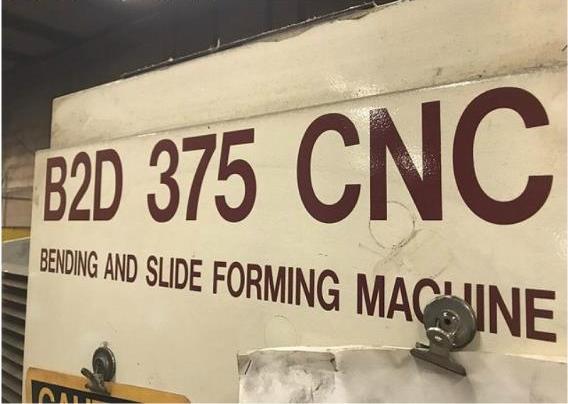 B2D 375 CNC
BENDING AND SLIDE FORMING MACHINE